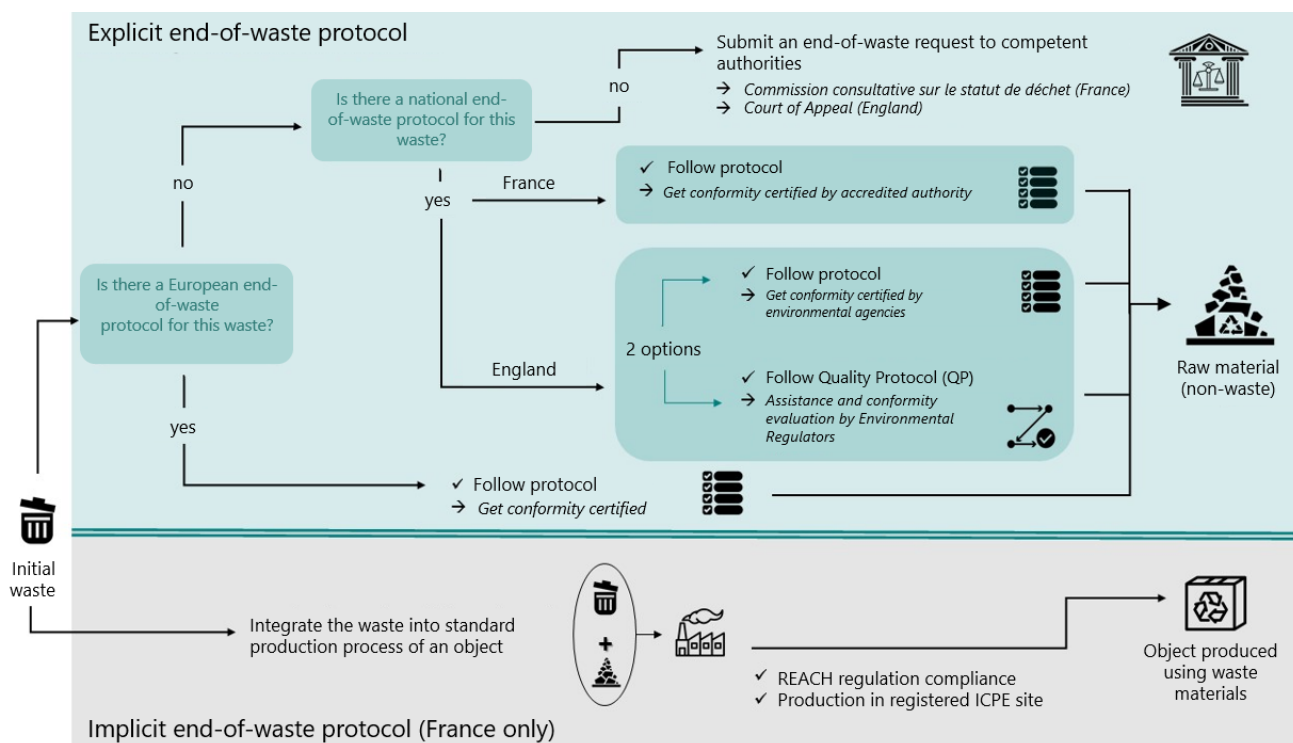 Explicit end-of-waste protocol
Submit an end-of-waste request to competent
authorities
→ Commission consultative sur le statut de déchet (France)
→ Court of Appeal (England)
no
Is there a national end-
of-waste protocol for this
waste?
no
yes
France
✓ Follow protocol
→ Get conformity certified by accredited authority
Is there a European end-
of-waste
protocol for this waste?
✓ Follow protocol
→ Get conformity certified by
environmental agencies
2 options
England
✓ Follow Quality Protocol (QP)
→ Assistance and conformity
evaluation by Environmental
Regulators
Raw material
(non-waste)
yes
✓ Follow protocol
→ Get conformity certified
Initial
waste
Integrate the waste into standard
production process of an object
+
✓ REACH regulation compliance
✓ Production in registered ICPE site
Object produced
using waste
materials
Implicit end-of-waste protocol (France only)